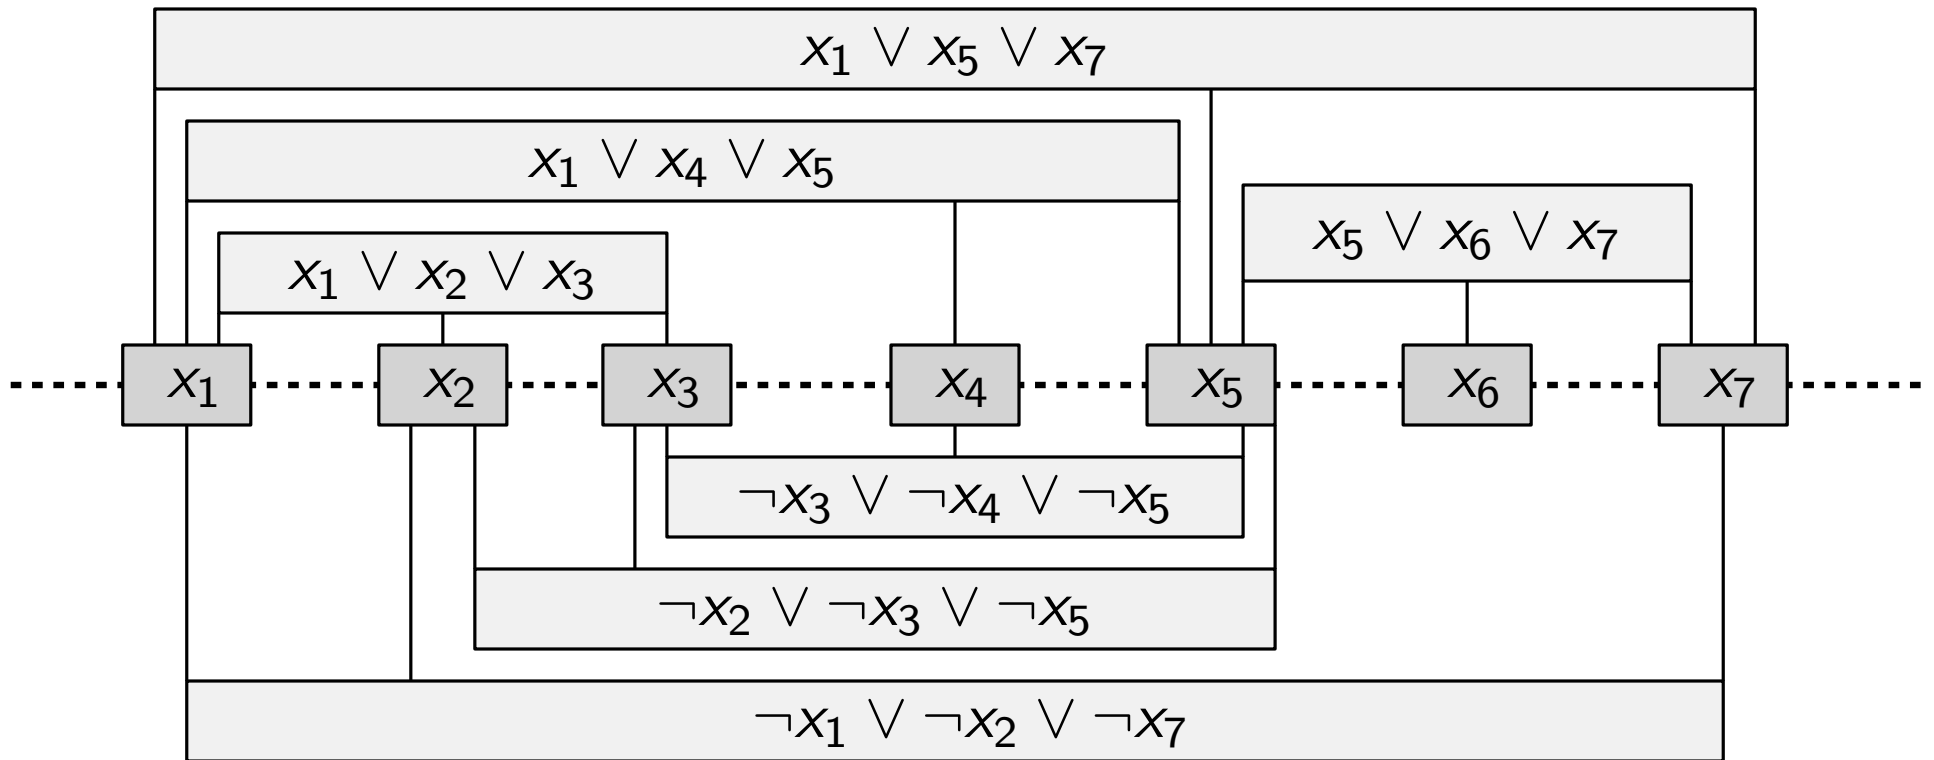 x₁ ∨ x₅ ∨ x₇
x₁ ∨ x₄ ∨ x₅
x₅ ∨ x₆ ∨ x₇
x₁ ∨ x₂ ∨ x₃
x₁ x₂ x₃ x₄ x₅ x₆ x₇
¬x₃ ∨ ¬x₄ ∨ ¬x₅
¬x₂ ∨ ¬x₃ ∨ ¬x₅
¬x₁ ∨ ¬x₂ ∨ ¬x₇